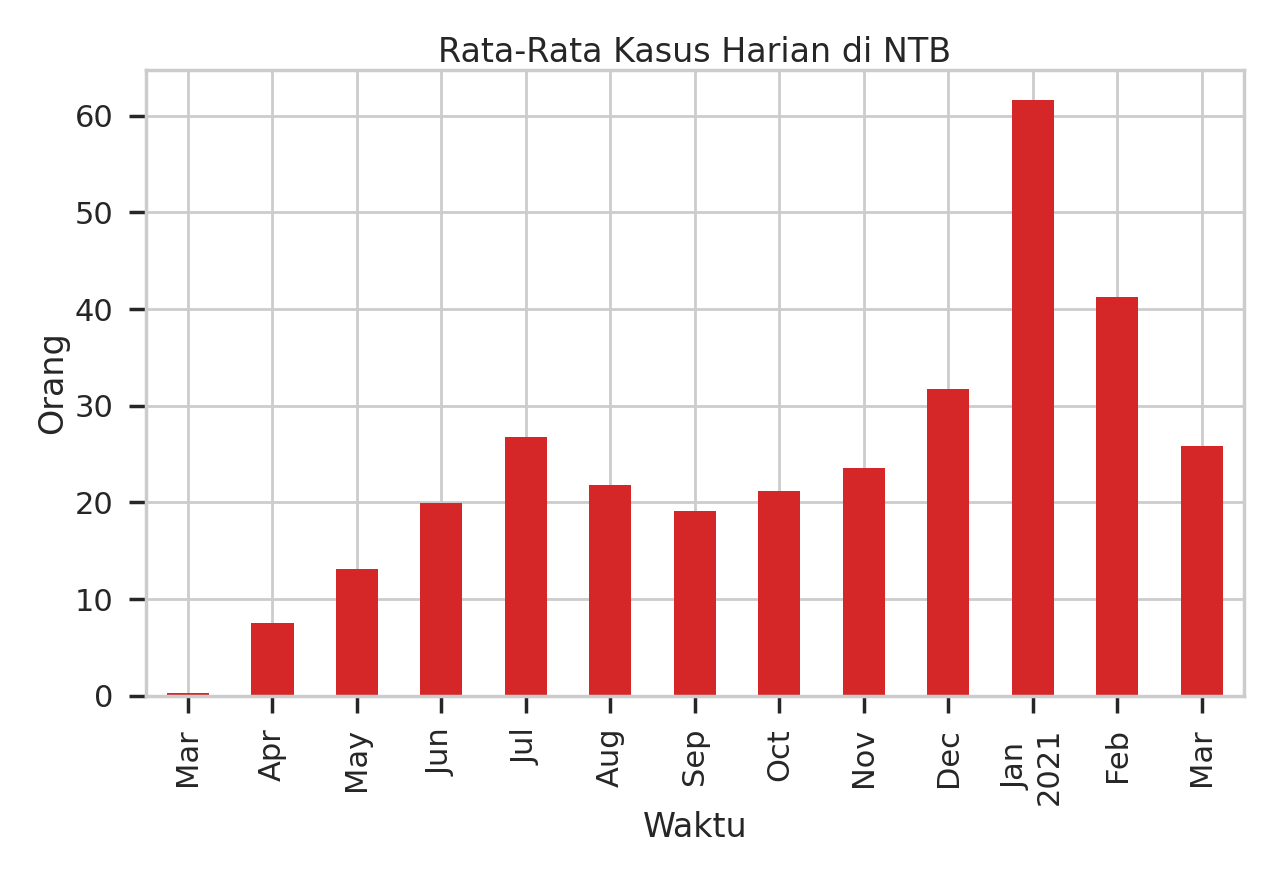 Rata-Rata Kasus Harian di NTB
60
50
40
30
20
10
0
Orang
Mar
Apr
May
Jun
Jul
Aug
Sep
Oct
Nov
Dec
Jan
2021
Feb
Mar
Waktu